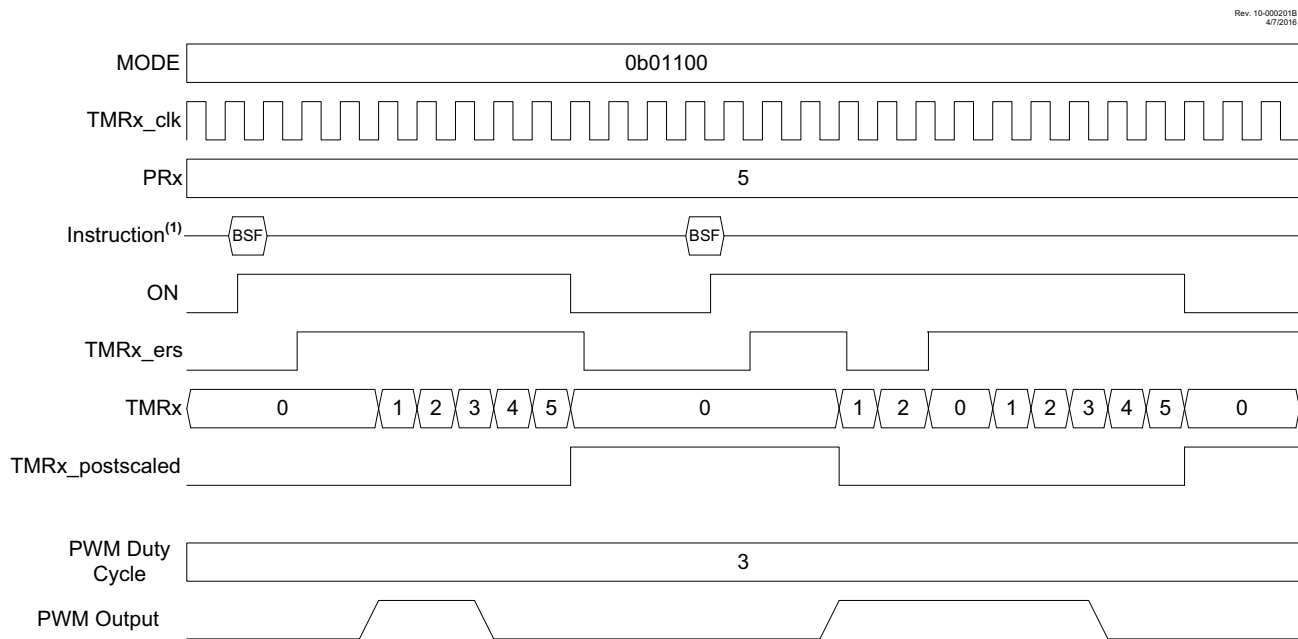 Rev. 10-000201B
4/7/2016
MODE 0b01100
TMRx_clk
PRx 5
Instruction(1) BSF BSF
ON
TMRx_ers
TMRx 0 1 2 3 4 5 0 1 2 0 1 2 3 4 5 0
TMRx_postscaled
PWM Duty
Cycle 3
PWM Output